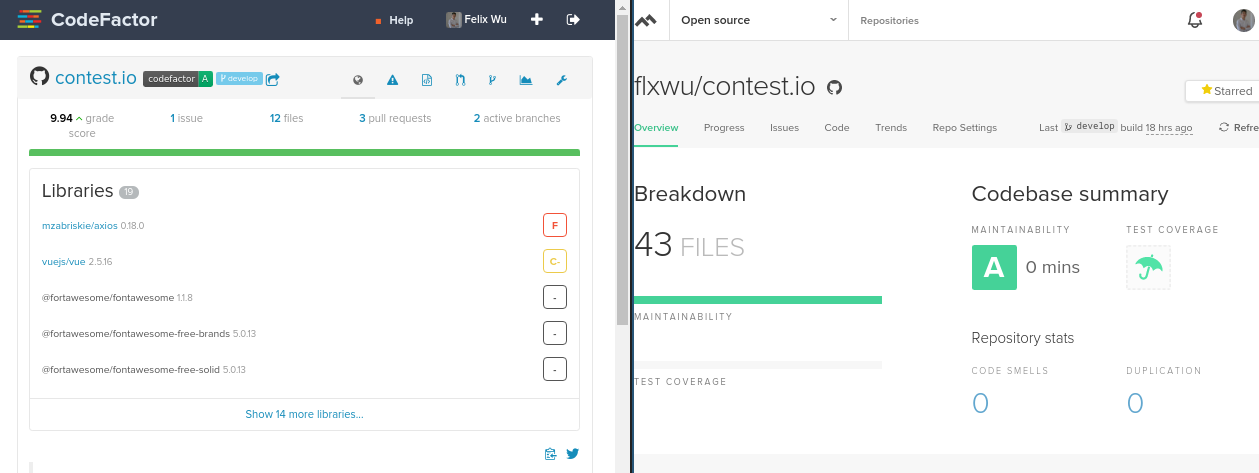 CodeFactor
Help
Felix Wu
contest.io
codefactor A
develop
9.94 grade score
1 issue
12 files
3 pull requests
2 active branches
Libraries 19
mzabriskie/axios 0.18.0
F
vuejs/vue 2.5.16
C-
@fortawesome/fontawesome 1.1.8
-
@fortawesome/fontawesome-free-brands 5.0.13
-
@fortawesome/fontawesome-free-solid 5.0.13
-
Show 14 more libraries...
Open source
Repositories
flxwu/contest.io
Starred
Overview
Progress
Issues
Code
Trends
Repo Settings
Last develop build 18 hrs ago
Refre
Breakdown
43 FILES
MAINTAINABILITY
TEST COVERAGE
Codebase summary
MAINTAINABILITY
TEST COVERAGE
A 0 mins
Repository stats
CODE SMELLS
DUPLICATION
0
0